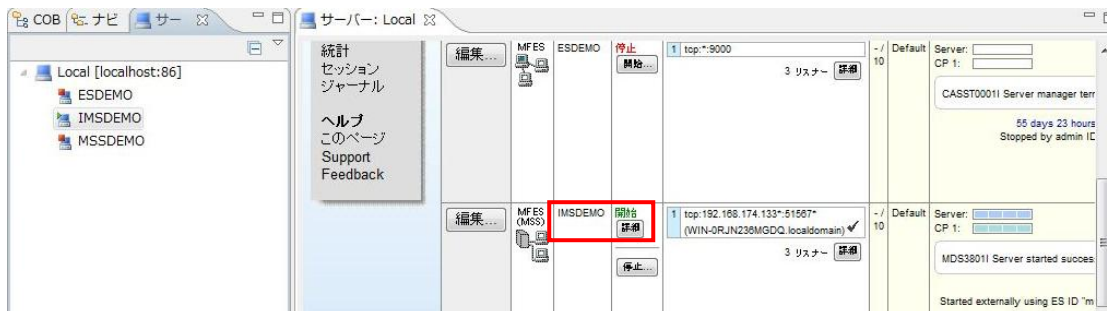 COB ナビ サー サーバー: Local
Local [localhost:86]
ESDEMO
IMSDEMO
MSSDEMO
統計
セッション
ジャーナル
ヘルプ
このページ
Support
Feedback
編集... MFES ESDEMO 停止 1 tcp:*:9000 - / 10 Default Server:
開始... CP 1:
3 リスナー 詳細
CASST0001I Server manager terr
55 days 23 hours
Stopped by admin ID
編集... MFES (MSS) IMSDEMO 開始 1 tcp:192.168.174.133*:51567* - / 10 Default Server:
詳細 (WIN-0RJN236MGDQ.localdomain) ✓ CP 1:
3 リスナー 詳細
停止... MDS3801I Server started succes
Started externally using ES ID "m